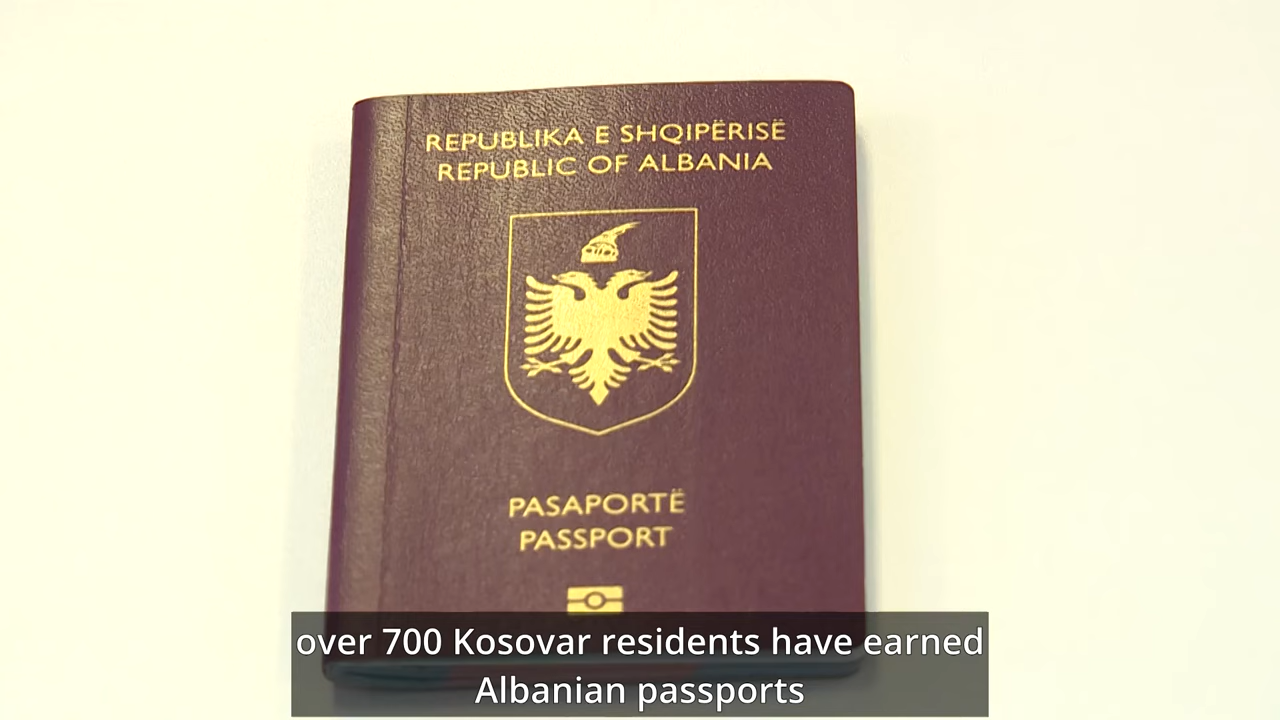 REPUBLIKA E SHQIPËRISË
REPUBLIC OF ALBANIA
PASAPORTË
PASSPORT
over 700 Kosovar residents have earned
Albanian passports